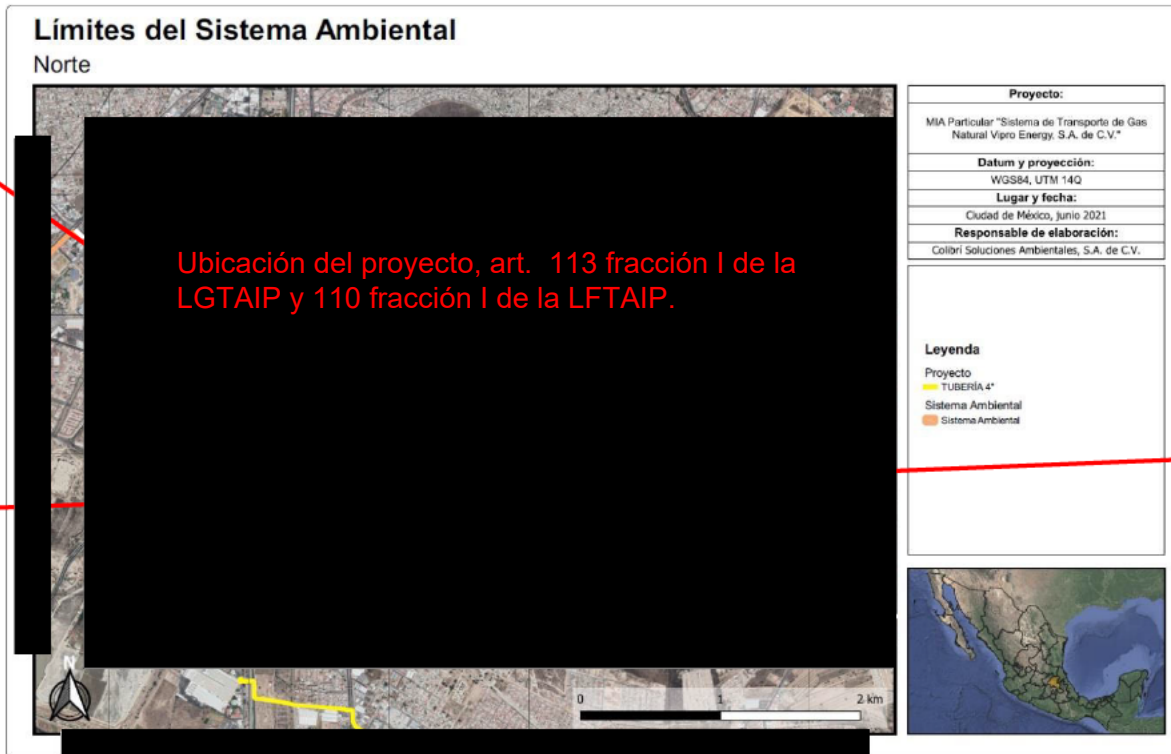 Límites del Sistema Ambiental
Norte
Ubicación del proyecto, art. 113 fracción I de la
LGTAIP y 110 fracción I de la LFTAIP.
N
0 1 2 km
Proyecto:
MIA Particular "Sistema de Transporte de Gas
Natural Vipro Energy, S.A. de C.V."
Datum y proyección:
WGS84, UTM 14Q
Lugar y fecha:
Ciudad de México, junio 2021
Responsable de elaboración:
Colibrí Soluciones Ambientales, S.A. de C.V.
Leyenda
Proyecto
TUBERÍA 4"
Sistema Ambiental
Sistema Ambiental